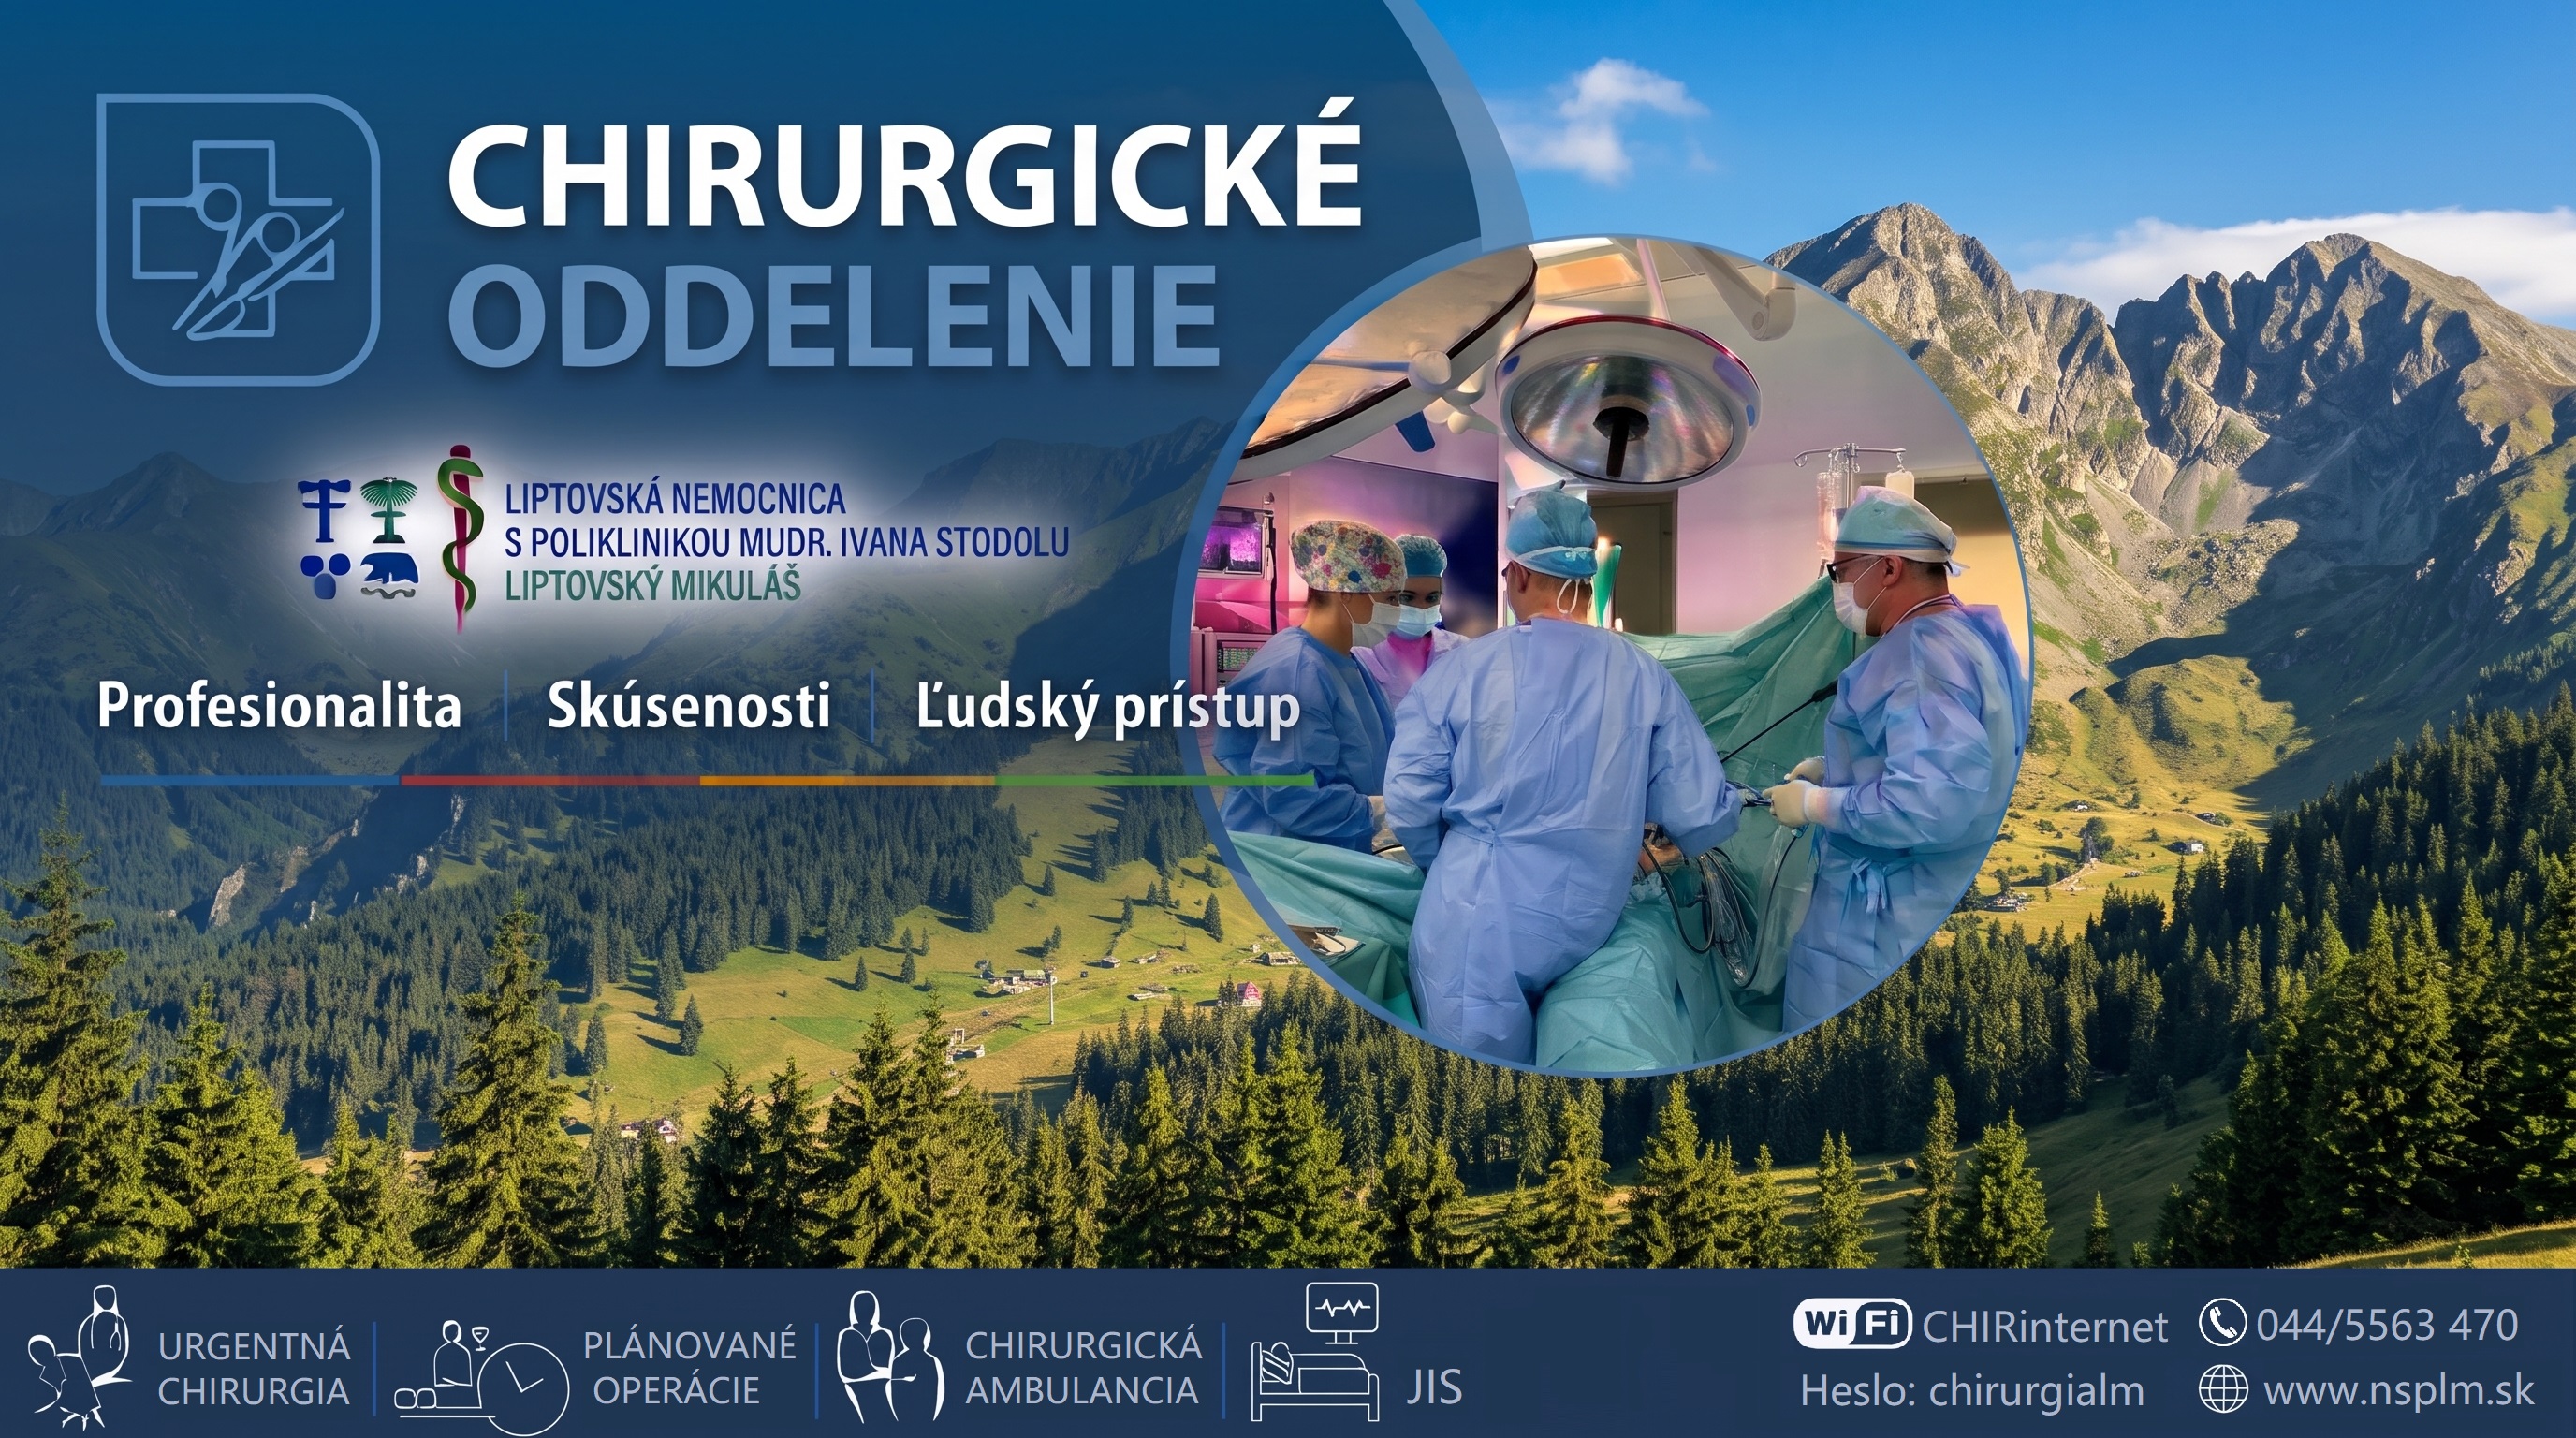 CHIRURGICKÉ
ODDELENIE
LIPTOVSKÁ NEMOCNICA
S POLIKLINIKOU MUDR. IVANA STODOLU
LIPTOVSKÝ MIKULÁŠ
Profesionalita Skúsenosti Ľudský prístup
URGENTNÁ
CHIRURGIA
PLÁNOVANÉ
OPERÁCIE
CHIRURGICKÁ
AMBULANCIA
JIS
WiFi CHIRinternet
Heslo: chirurgialm
044/5563 470
www.nsplm.sk